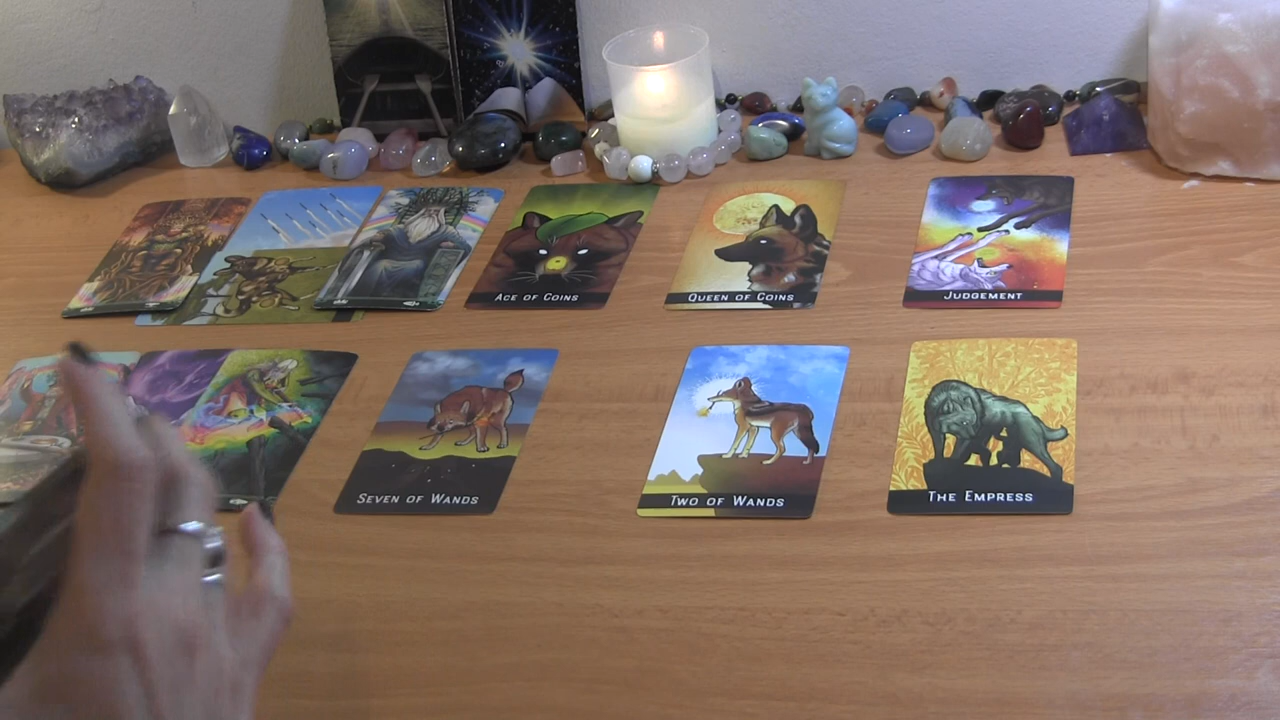 Ace of Coins
Queen of Coins
Judgement
Seven of Wands
Two of Wands
The Empress